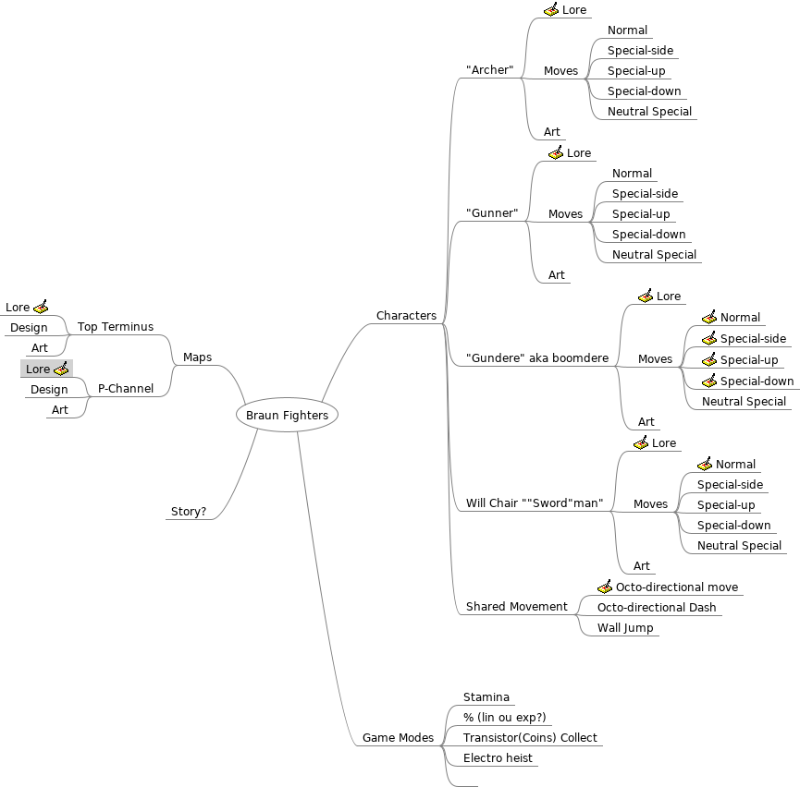 Braun Fighters
Characters
"Archer"
Lore
Moves
Normal
Special-side
Special-up
Special-down
Neutral Special
Art
"Gunner"
Lore
Moves
Normal
Special-side
Special-up
Special-down
Neutral Special
Art
"Gundere" aka boomdere
Lore
Moves
Normal
Special-side
Special-up
Special-down
Neutral Special
Art
Will Chair ""Sword"man"
Lore
Moves
Normal
Special-side
Special-up
Special-down
Neutral Special
Art
Shared Movement
Octo-directional move
Octo-directional Dash
Wall Jump
Game Modes
Stamina
% (lin ou exp?)
Transistor(Coins) Collect
Electro heist
Maps
Top Terminus
Lore
Design
Art
P-Channel
Lore
Design
Art
Story?